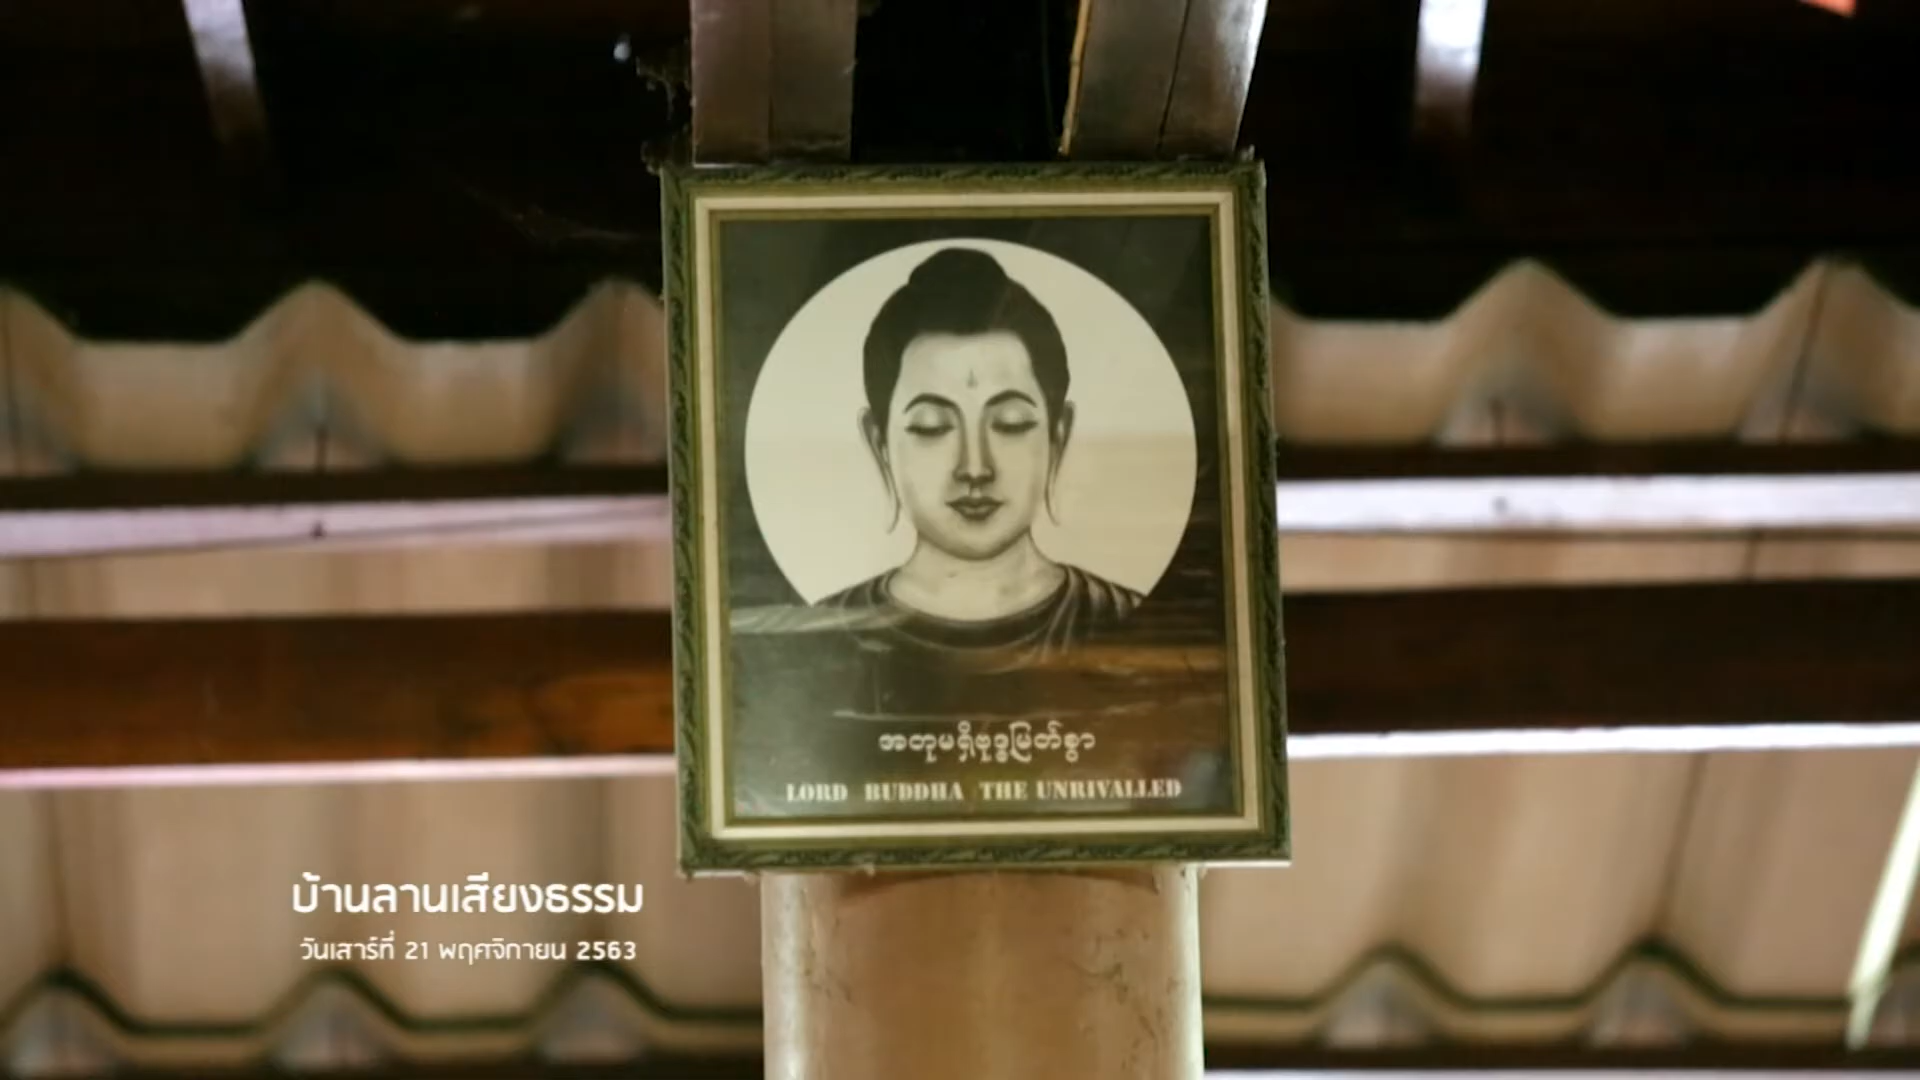 အတုမရှိဗုဒ္ဓမြတ်စွာ
LORD BUDDHA THE UNRIVALLED
บ้านลานเสียงธรรม
วันเสาร์ที่ 21 พฤศจิกายน 2563